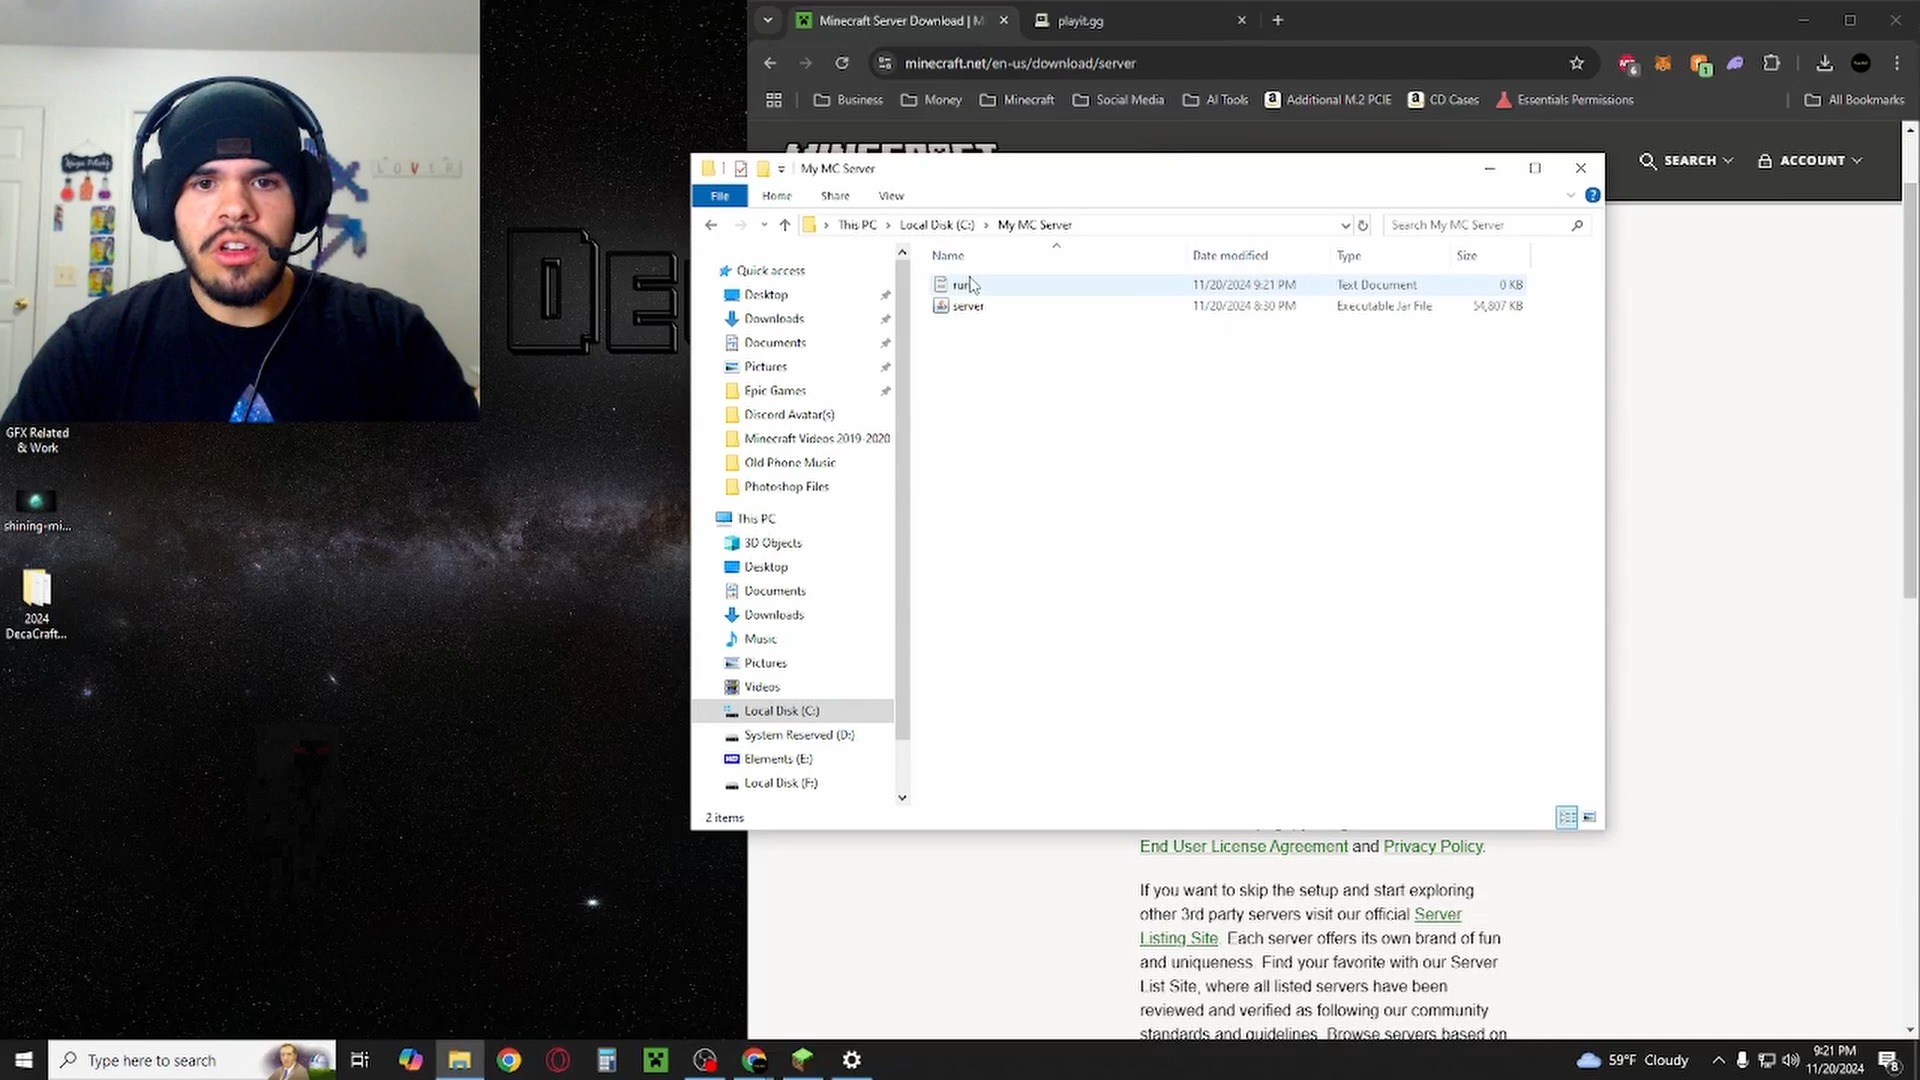 Minecraft Server Download | M
playit.gg
minecraft.net/en-us/download/server
Business
Money
Minecraft
Social Media
AI Tools
Additional M.2 PCIE
CD Cases
Essentials Permissions
All Bookmarks
MINECRAFT
SEARCH
ACCOUNT
LOVER
My MC Server
File
Home
Share
View
This PC
Local Disk (C:)
My MC Server
Search My MC Server
Name
Date modified
Type
Size
Quick access
Desktop
Downloads
Documents
Pictures
Epic Games
Discord Avatar(s)
Minecraft Videos 2019-2020
Old Phone Music
Photoshop Files
This PC
3D Objects
Desktop
Documents
Downloads
Music
Pictures
Videos
Local Disk (C:)
System Reserved (D:)
Elements (E:)
Local Disk (F:)
run
11/20/2024 9:21 PM
Text Document
0 KB
server
11/20/2024 8:30 PM
Executable Jar File
54,807 KB
2 items
GFX Related
& Work
shining-mi...
2024
DecaCraft...
End User License Agreement and Privacy Policy.
If you want to skip the setup and start exploring
other 3rd party servers visit our official Server
Listing Site. Each server offers its own brand of fun
and uniqueness. Find your favorite with our Server
List Site, where all listed servers have been
reviewed and verified as following our community
standards and guidelines. Browse servers based on
Type here to search
59°F Cloudy
9:21 PM
11/20/2024
8